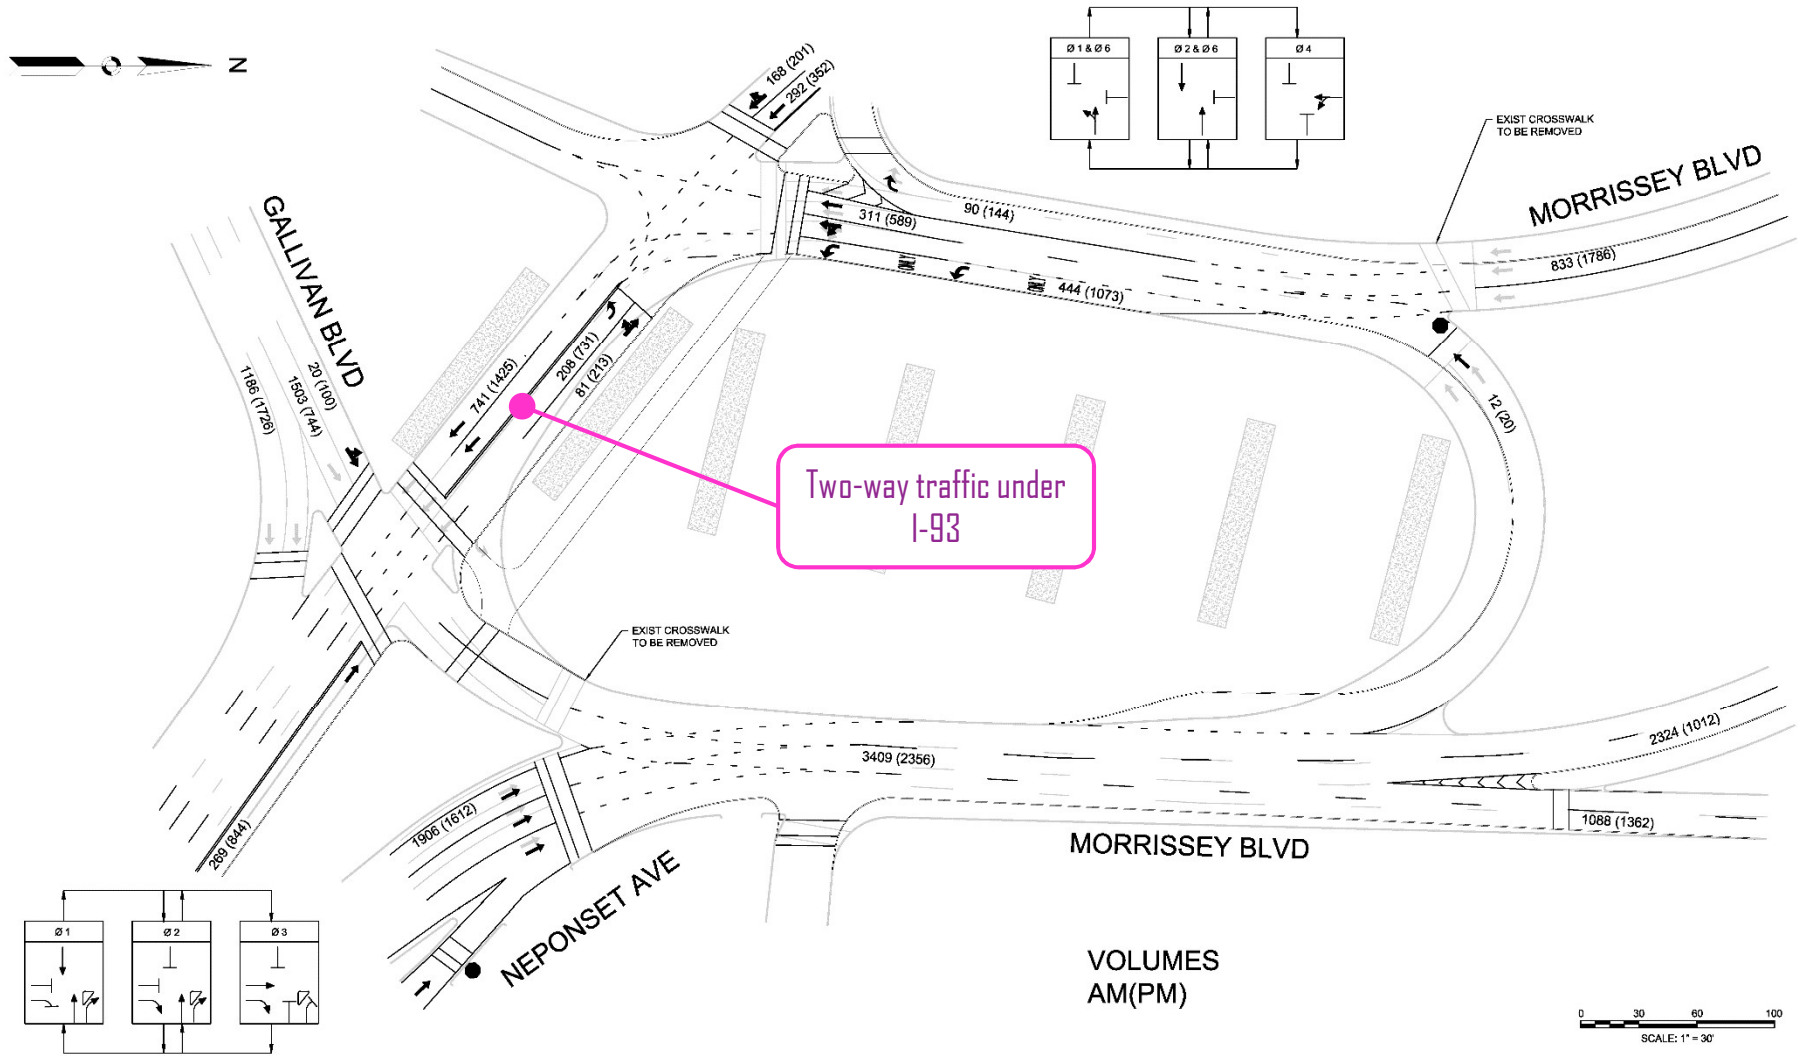 N
168 (201)
292 (352)
Ø 1 & Ø 6
Ø 2 & Ø 6
Ø 4
EXIST CROSSWALK
TO BE REMOVED
MORRISSEY BLVD
GALLIVAN BLVD
311 (589)
90 (144)
ONLY
ONLY
444 (1073)
833 (1786)
1186 (1726)
1503 (744)
20 (100)
741 (1425)
208 (731)
81 (213)
12 (20)
Two-way traffic under
I-93
EXIST CROSSWALK
TO BE REMOVED
3409 (2356)
2324 (1012)
1906 (1612)
269 (844)
1088 (1362)
MORRISSEY BLVD
NEPONSET AVE
Ø 1
Ø 2
Ø 3
VOLUMES
AM(PM)
0 30 60 100
SCALE: 1" = 30'